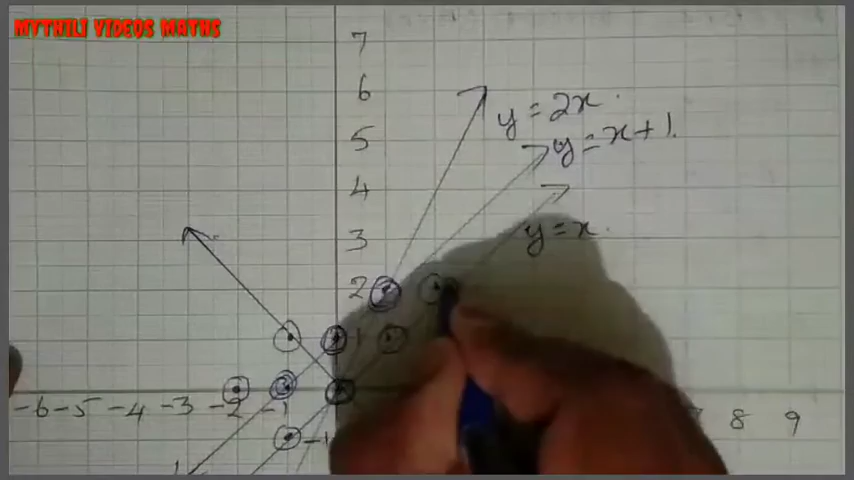 MYTHILI VIDEOS MATHS
7
6
y = 2x
5
y = x + 1
4
3
y = x
2
1
-6 -5 -4 -3 -2 -1
8 9
-1